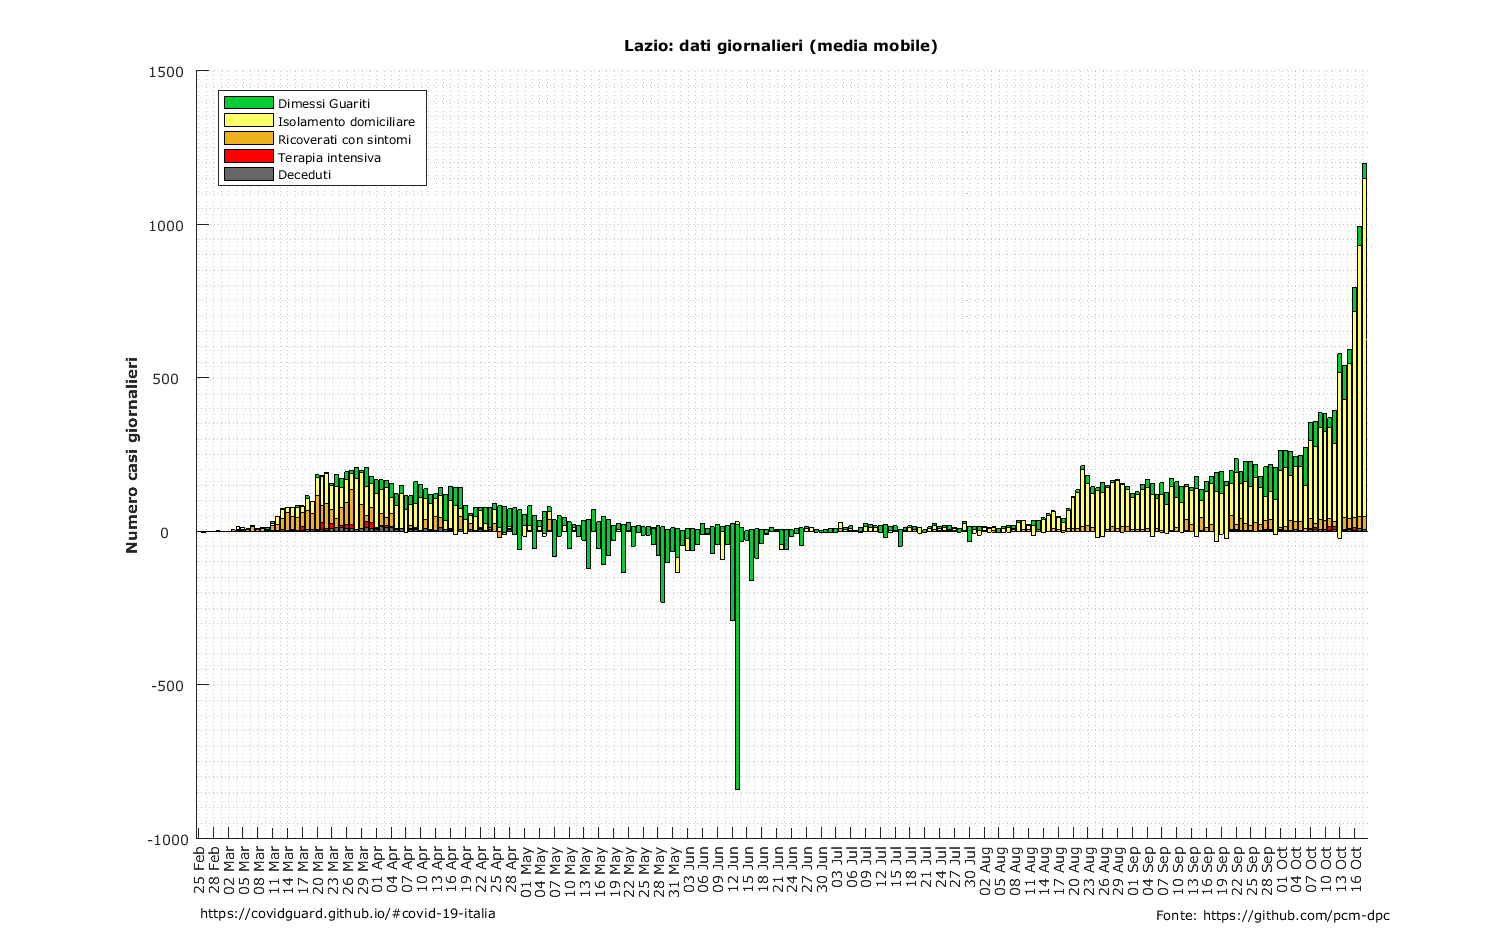 Lazio: dati giornalieri (media mobile)
1500
1000
500
0
-500
-1000
Numero casi giornalieri
Dimessi Guariti
Isolamento domiciliare
Ricoverati con sintomi
Terapia intensiva
Deceduti
25 Feb
28 Feb
02 Mar
05 Mar
08 Mar
11 Mar
14 Mar
17 Mar
20 Mar
23 Mar
26 Mar
29 Mar
01 Apr
04 Apr
07 Apr
10 Apr
13 Apr
16 Apr
19 Apr
22 Apr
25 Apr
28 Apr
01 May
04 May
07 May
10 May
13 May
16 May
19 May
22 May
25 May
28 May
31 May
03 Jun
06 Jun
09 Jun
12 Jun
15 Jun
18 Jun
21 Jun
24 Jun
27 Jun
30 Jun
03 Jul
06 Jul
09 Jul
12 Jul
15 Jul
18 Jul
21 Jul
24 Jul
27 Jul
30 Jul
02 Aug
05 Aug
08 Aug
11 Aug
14 Aug
17 Aug
20 Aug
23 Aug
26 Aug
29 Aug
01 Sep
04 Sep
07 Sep
10 Sep
13 Sep
16 Sep
19 Sep
22 Sep
25 Sep
28 Sep
01 Oct
04 Oct
07 Oct
10 Oct
13 Oct
16 Oct
https://covidguard.github.io/#covid-19-italia
Fonte: https://github.com/pcm-dpc